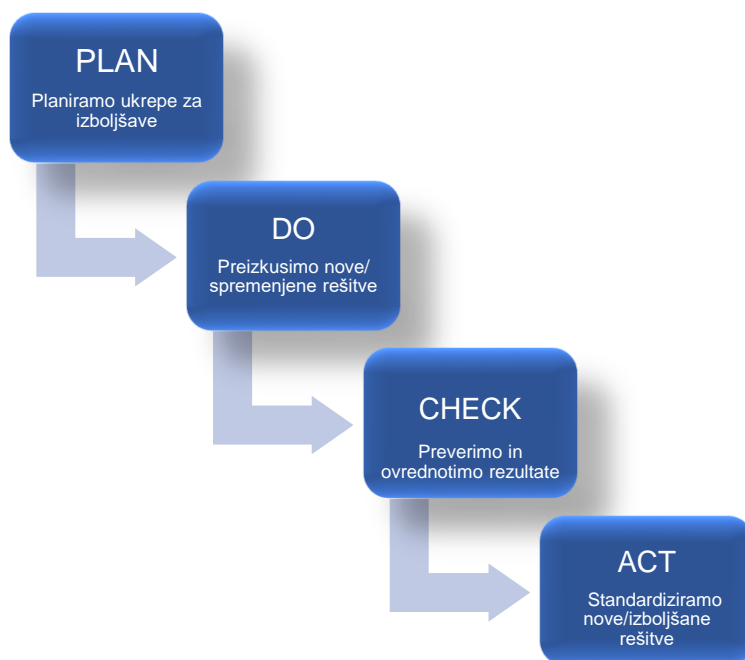 PLAN
Planiramo ukrepe za
izboljšave
DO
Preizkusimo nove/
spremenjene rešitve
CHECK
Preverimo in
ovrednotimo rezultate
ACT
Standardiziramo
nove/izboljšane
rešitve